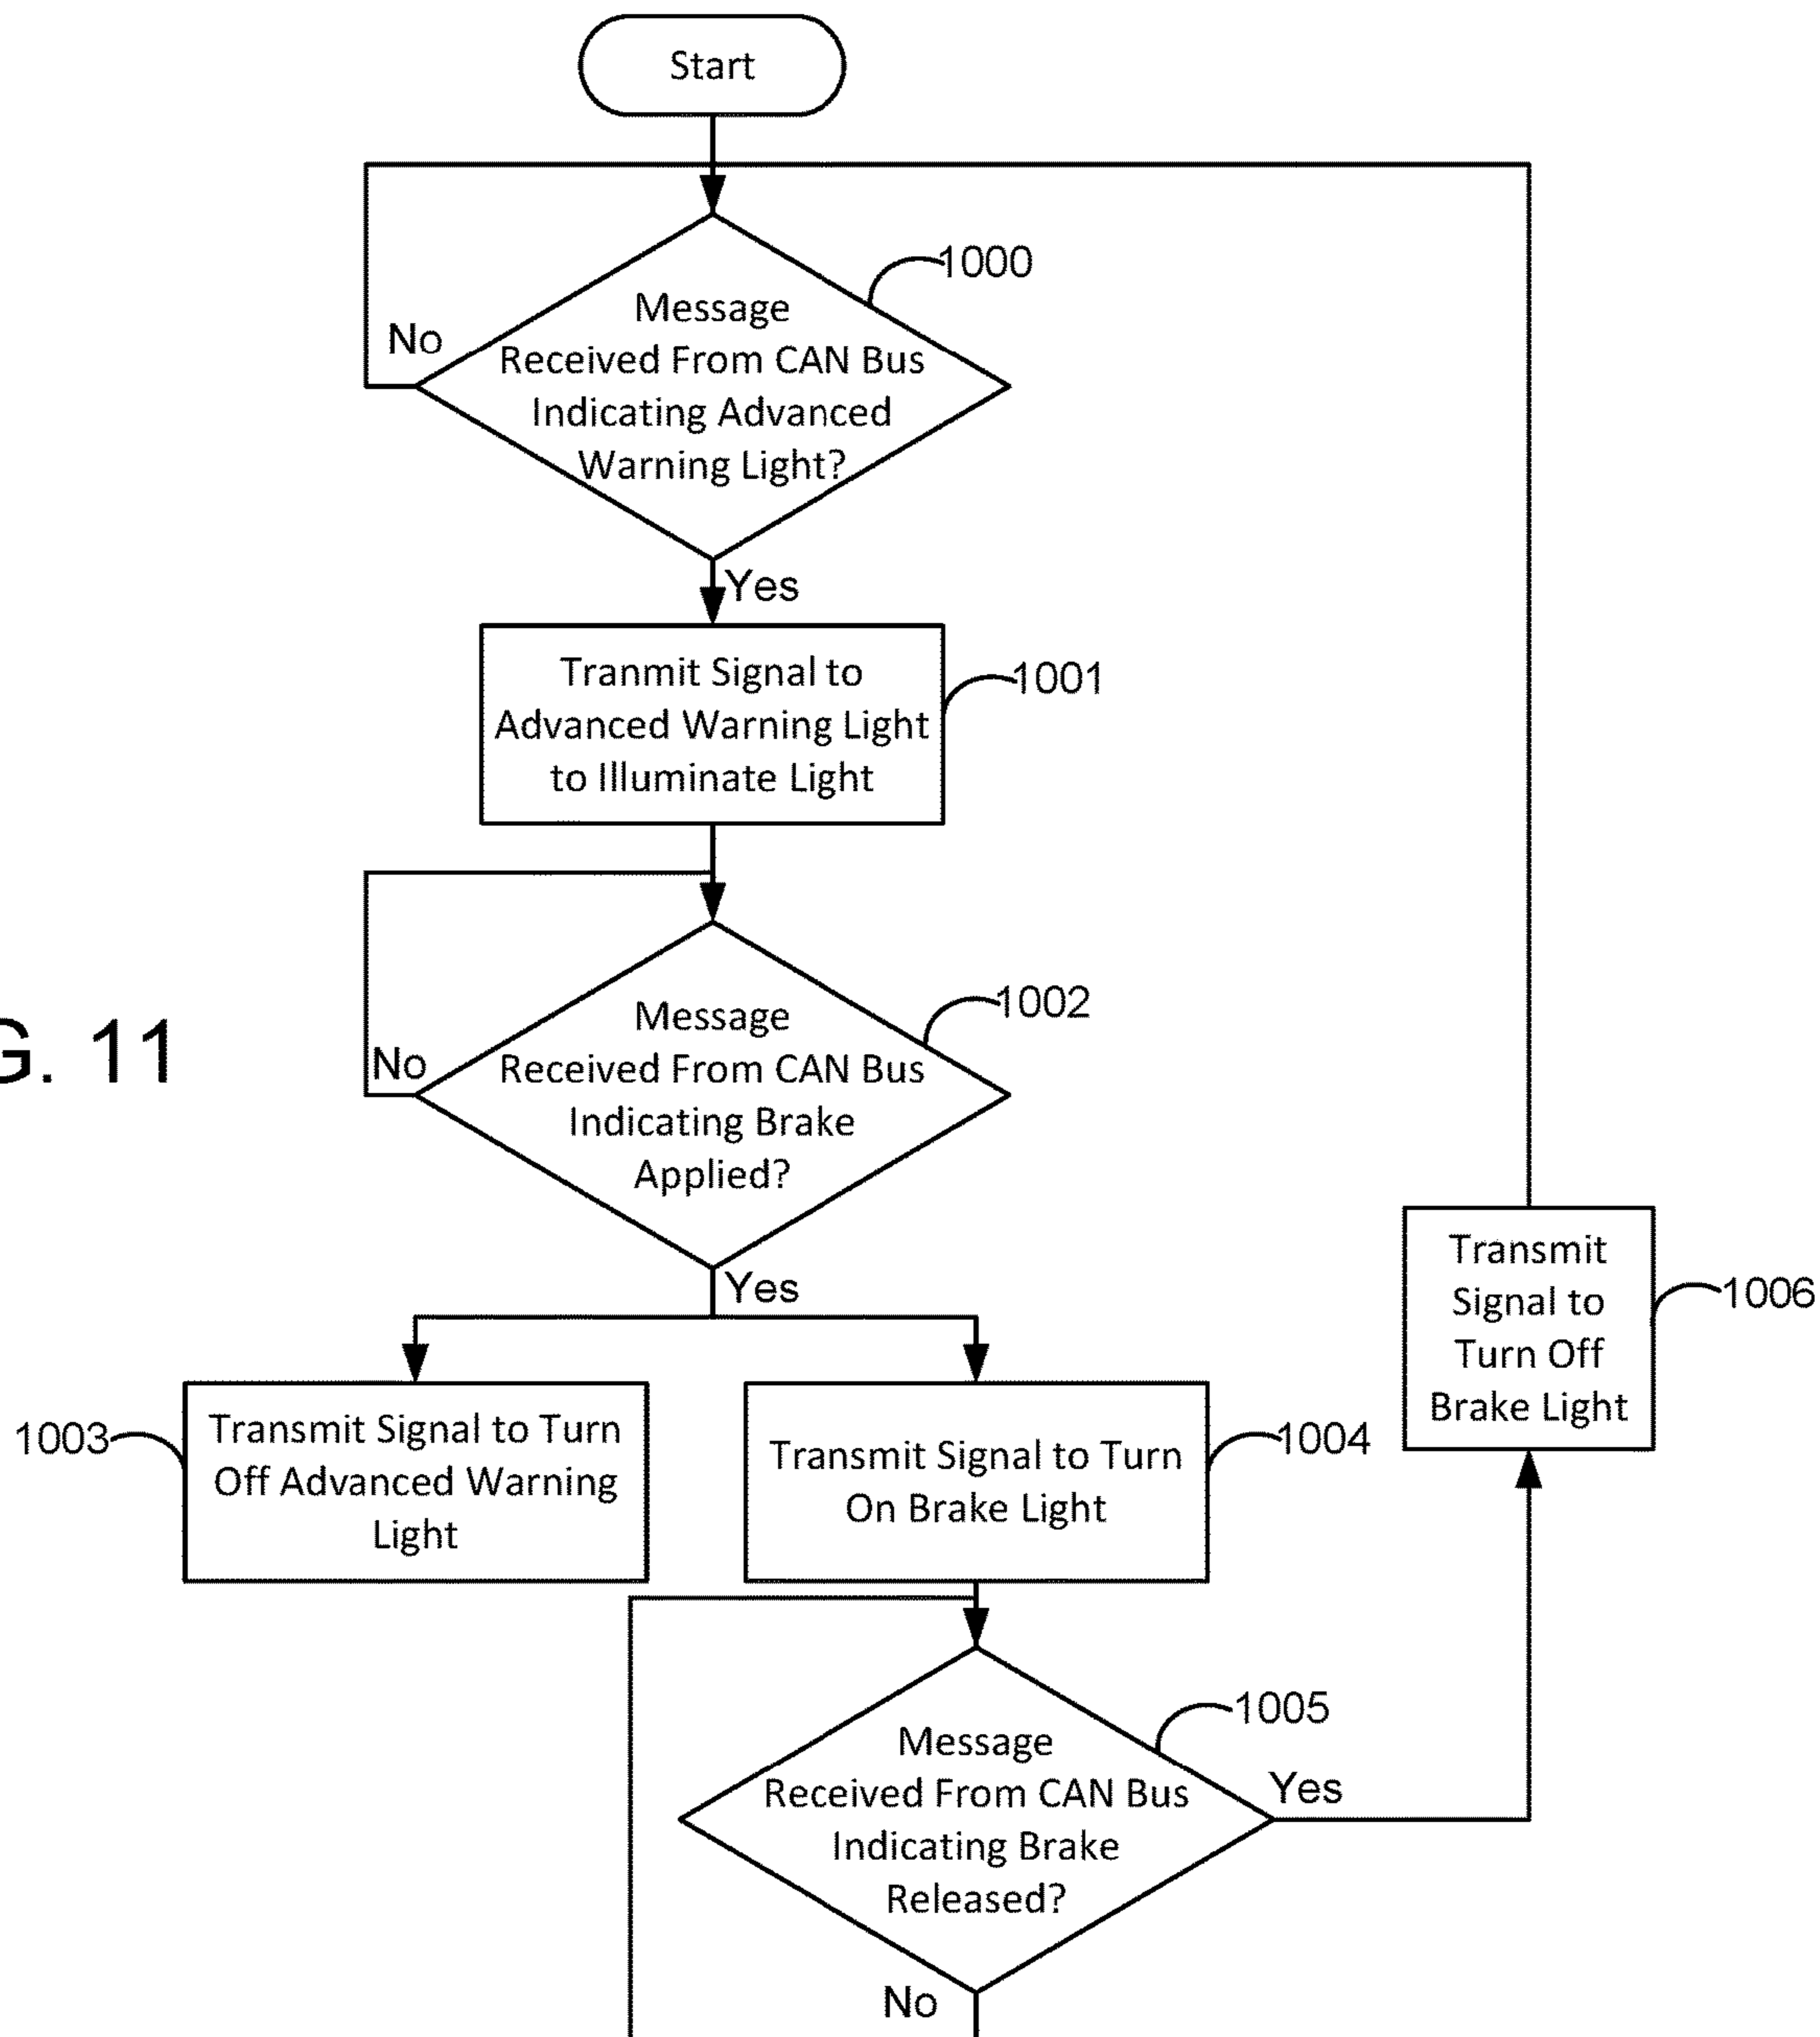 Start
1000
Message
Received From CAN Bus
Indicating Advanced
Warning Light?
No
Yes
Tranmit Signal to
Advanced Warning Light
to Illuminate Light
1001
1002
Message
Received From CAN Bus
Indicating Brake
Applied?
No
G. 11
Yes
Transmit
Signal to
Turn Off
Brake Light
1006
1003
Transmit Signal to Turn
Off Advanced Warning
Light
Transmit Signal to Turn
On Brake Light
1004
1005
Message
Received From CAN Bus
Indicating Brake
Released?
Yes
No